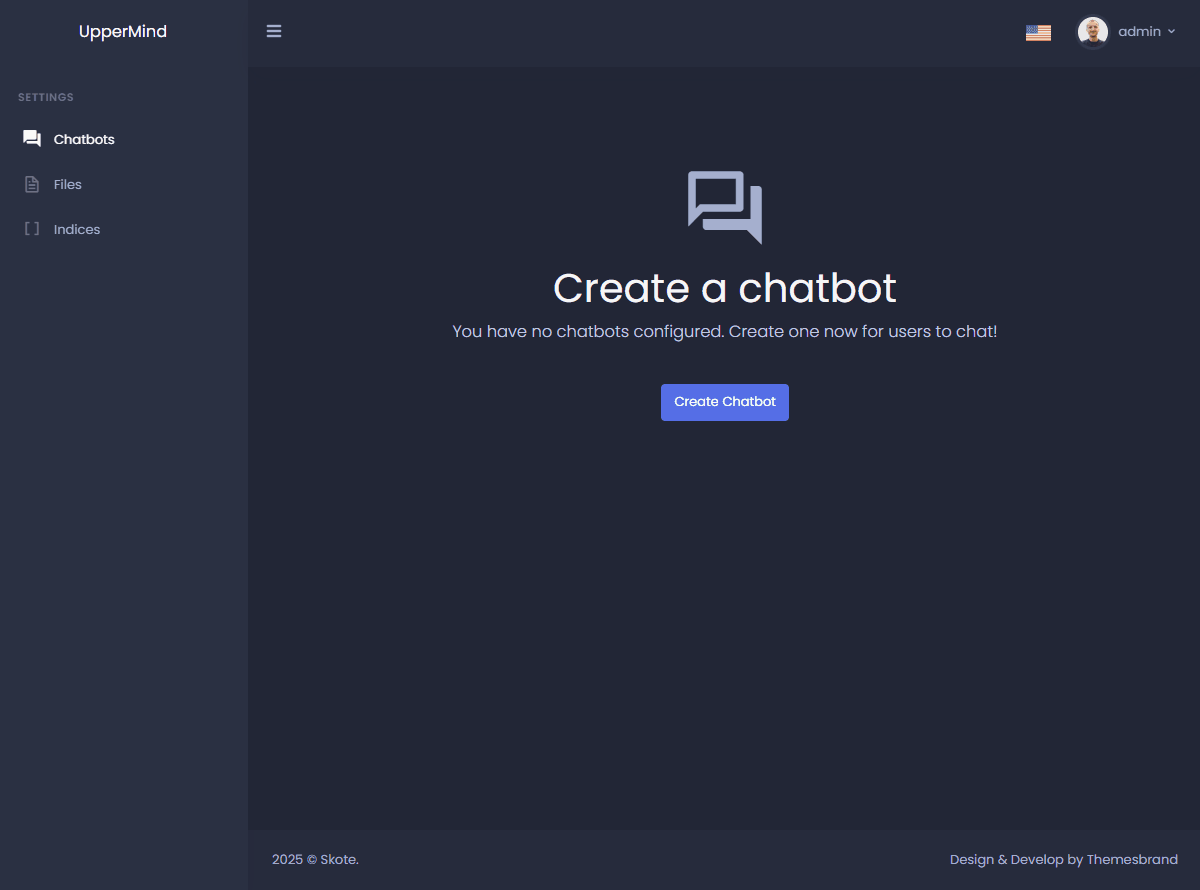 UpperMind
admin
SETTINGS
Chatbots
Files
Indices
Create a chatbot
You have no chatbots configured. Create one now for users to chat!
Create Chatbot
2025 © Skote.
Design & Develop by Themesbrand